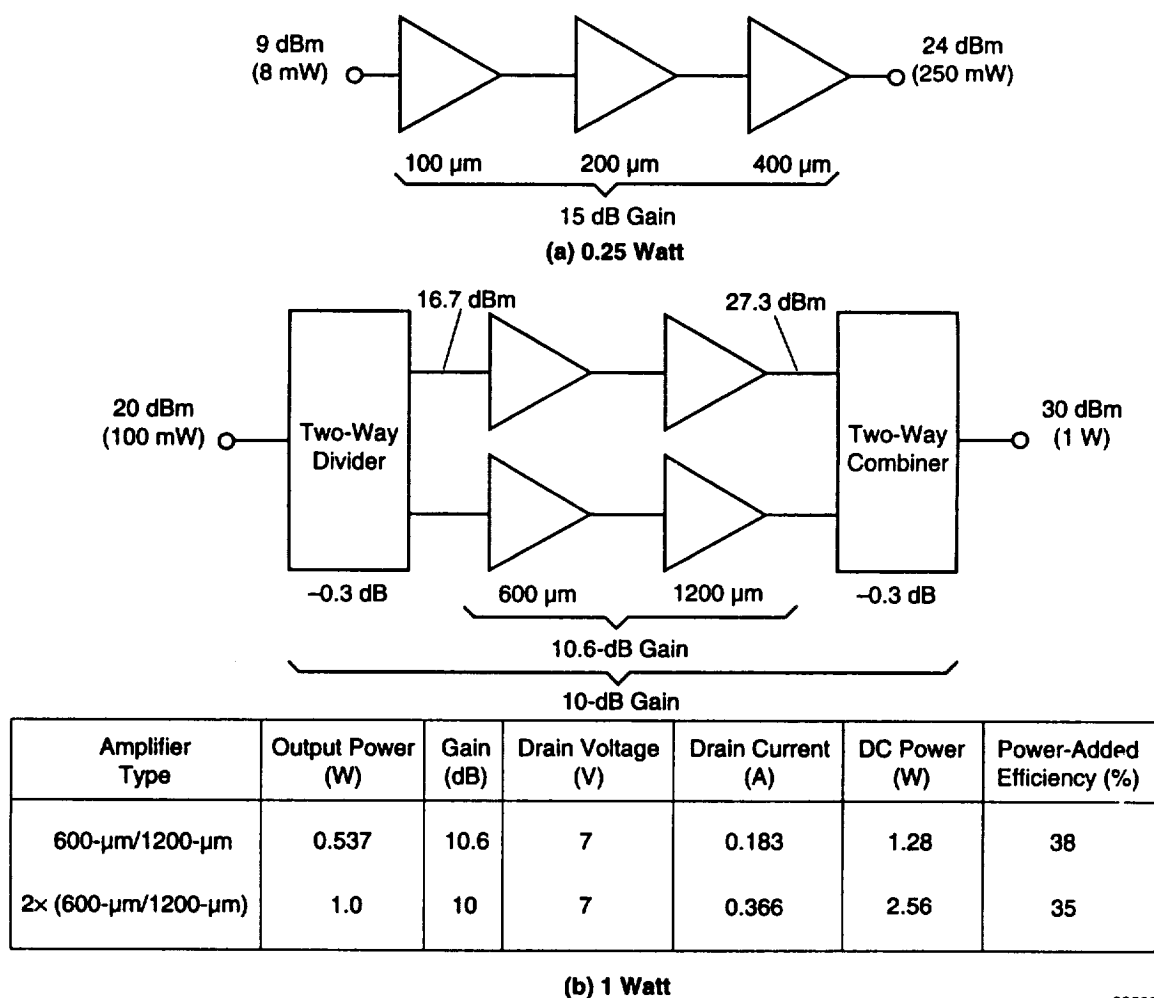 9 dBm
(8 mW)
24 dBm
(250 mW)
100 µm
200 µm
400 µm
15 dB Gain
(a) 0.25 Watt
16.7 dBm
27.3 dBm
20 dBm
(100 mW)
Two-Way
Divider
Two-Way
Combiner
30 dBm
(1 W)
–0.3 dB
600 µm
1200 µm
–0.3 dB
10.6-dB Gain
10-dB Gain
Amplifier Type | Output Power (W) | Gain (dB) | Drain Voltage (V) | Drain Current (A) | DC Power (W) | Power-Added Efficiency (%)
600-µm/1200-µm | 0.537 | 10.6 | 7 | 0.183 | 1.28 | 38
2× (600-µm/1200-µm) | 1.0 | 10 | 7 | 0.366 | 2.56 | 35
(b) 1 Watt